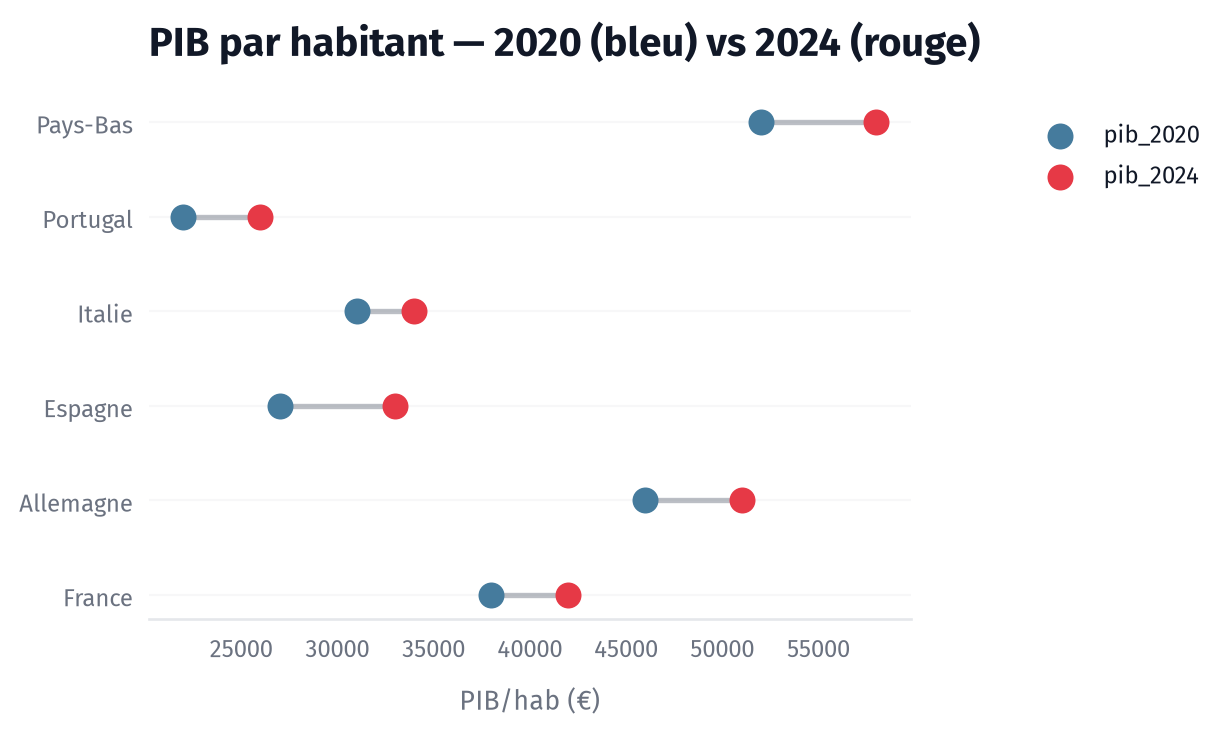 PIB par habitant — 2020 (bleu) vs 2024 (rouge)
Pays-Bas
Portugal
Italie
Espagne
Allemagne
France
25000 30000 35000 40000 45000 50000 55000
PIB/hab (€)
pib_2020
pib_2024